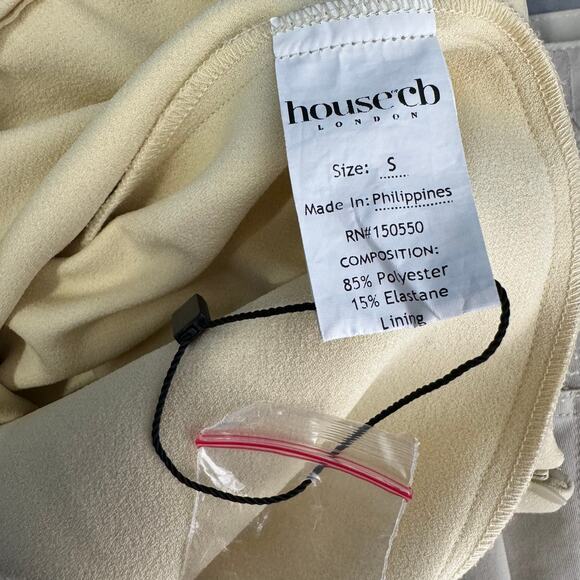 house of cb
LONDON
Size: S
Made In: Philippines
RN#150550
COMPOSITION:
85% Polyester
15% Elastane
Lining